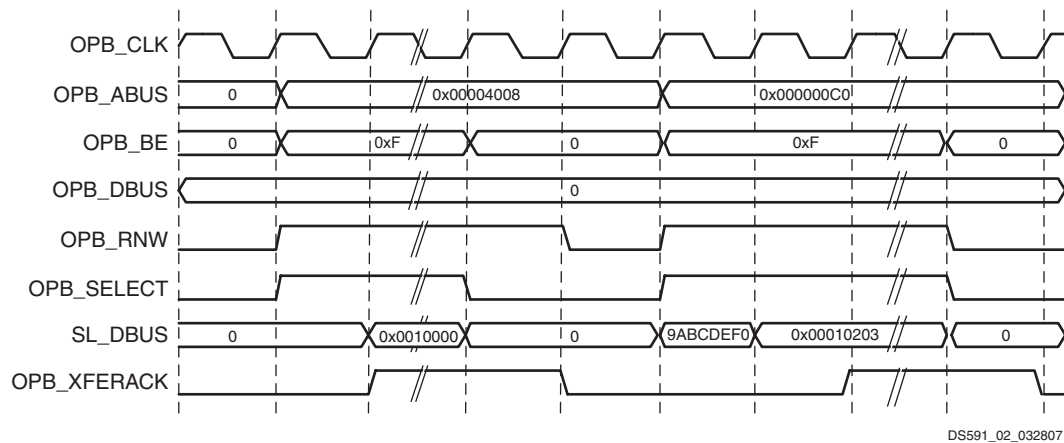 OPB_CLK
OPB_ABUS 0 0x00004008 0x000000C0
OPB_BE 0 0xF 0 0xF 0
OPB_DBUS 0
OPB_RNW
OPB_SELECT
SL_DBUS 0 0x0010000 0 9ABCDEF0 0x00010203 0
OPB_XFERACK
DS591_02_032807